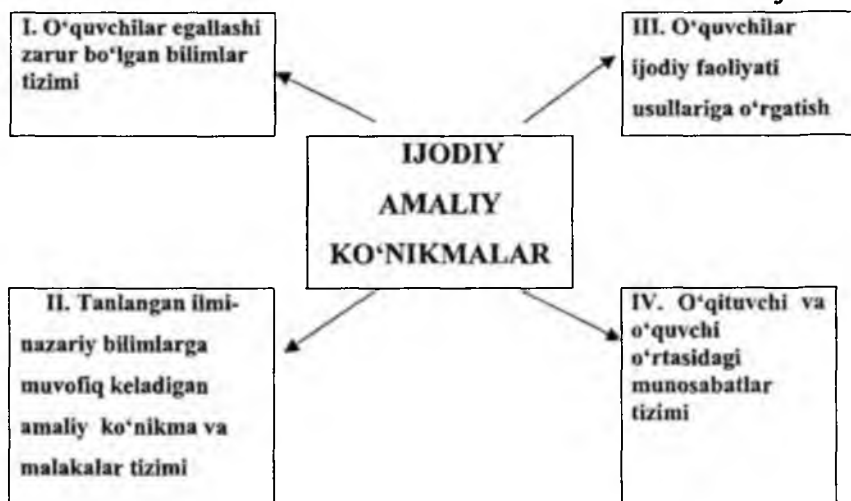 I. O‘quvchilar egallashi
zarur bo‘lgan bilimlar
tizimi
III. O‘quvchilar
ijodiy faoliyati
usullariga o‘rgatish
IJODIY
AMALIY
KO‘NIKMALAR
II. Tanlangan ilmi-
nazariy bilimlarga
muvofiq keladigan
amaliy ko‘nikma va
malakalar tizimi
IV. O‘qituvchi va
o‘quvchi
o‘rtasidagi
munosabatlar
tizimi